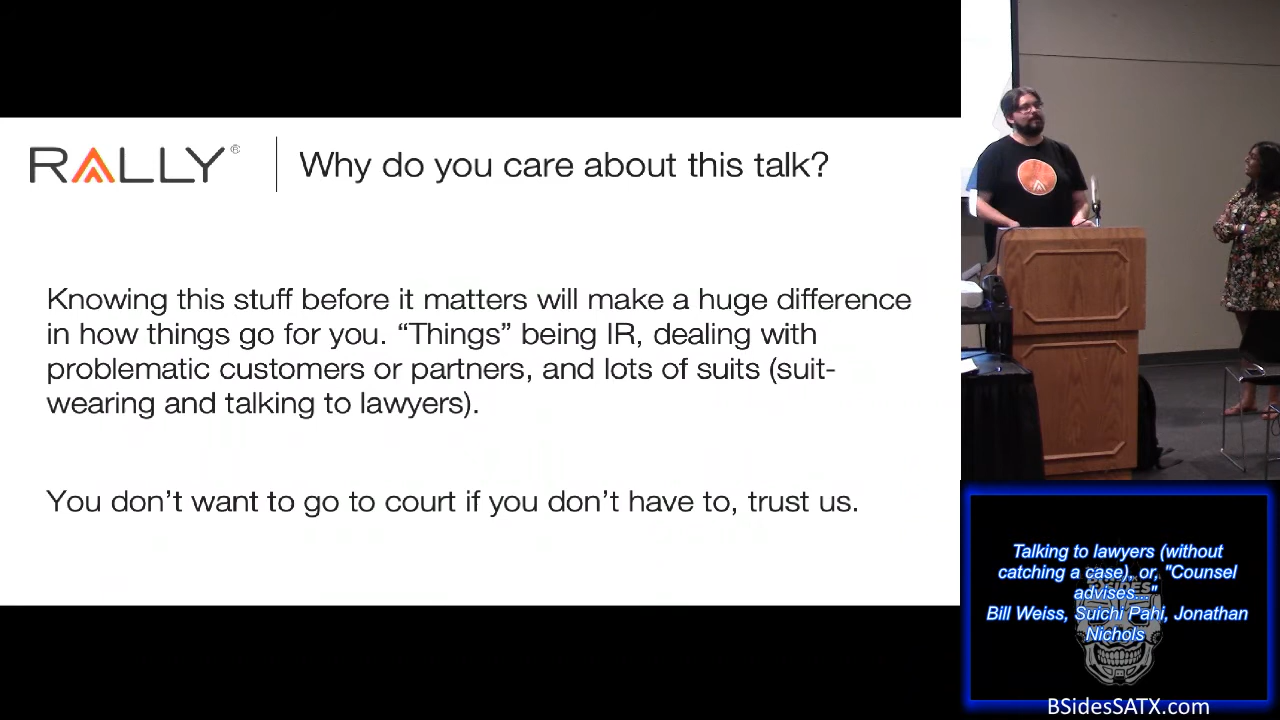 RALLY®
Why do you care about this talk?
Knowing this stuff before it matters will make a huge difference
in how things go for you. “Things” being IR, dealing with
problematic customers or partners, and lots of suits (suit-
wearing and talking to lawyers).
You don’t want to go to court if you don’t have to, trust us.
Talking to lawyers (without
catching a case), or, "Counsel
advises..."
Bill Weiss, Suichi Pahi, Jonathan
Nichols
BSidesSATX.com